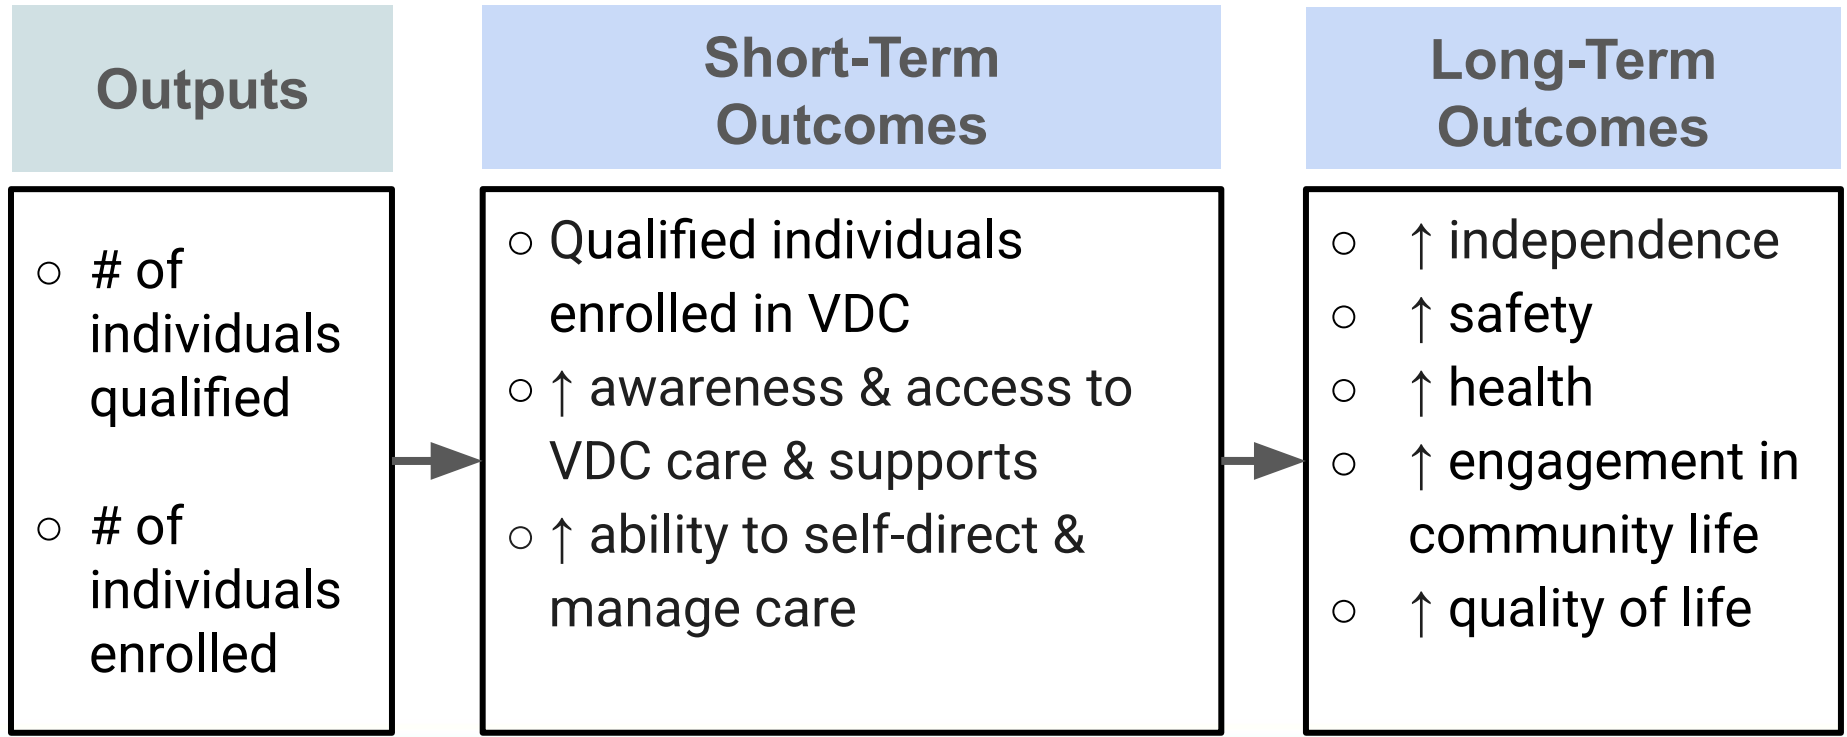 Outputs
○ # of
individuals
qualified
○ # of
individuals
enrolled
Short-Term
Outcomes
○ Qualified individuals
enrolled in VDC
○ ↑ awareness & access to
VDC care & supports
○ ↑ ability to self-direct &
manage care
Long-Term
Outcomes
○ ↑ independence
○ ↑ safety
○ ↑ health
○ ↑ engagement in
community life
○ ↑ quality of life